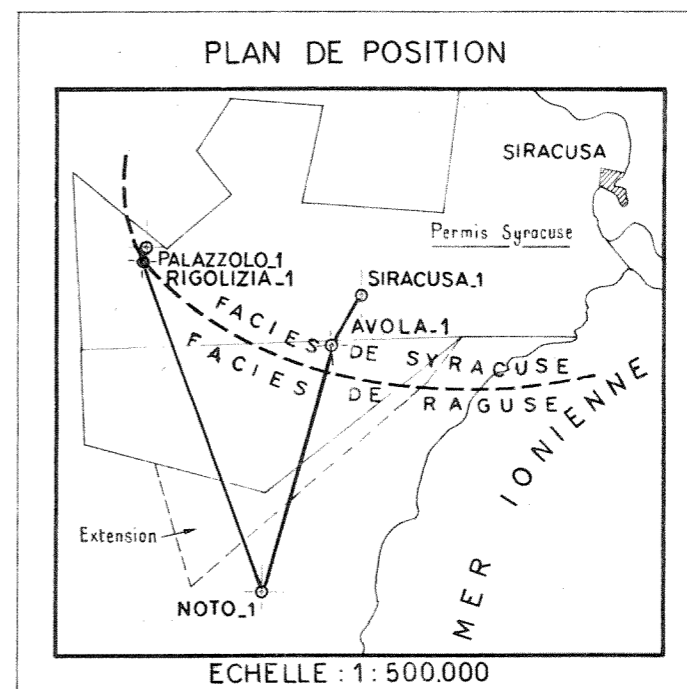 PLAN DE POSITION
SIRACUSA
Permis Syracuse
PALAZZOLO_1
RIGOLIZIA_1
SIRACUSA_1
AVOLA_1
FACIES DE SYRACUSE
FACIES DE RAGUSE
MER IONIENNE
Extension
NOTO_1
ECHELLE : 1 : 500.000